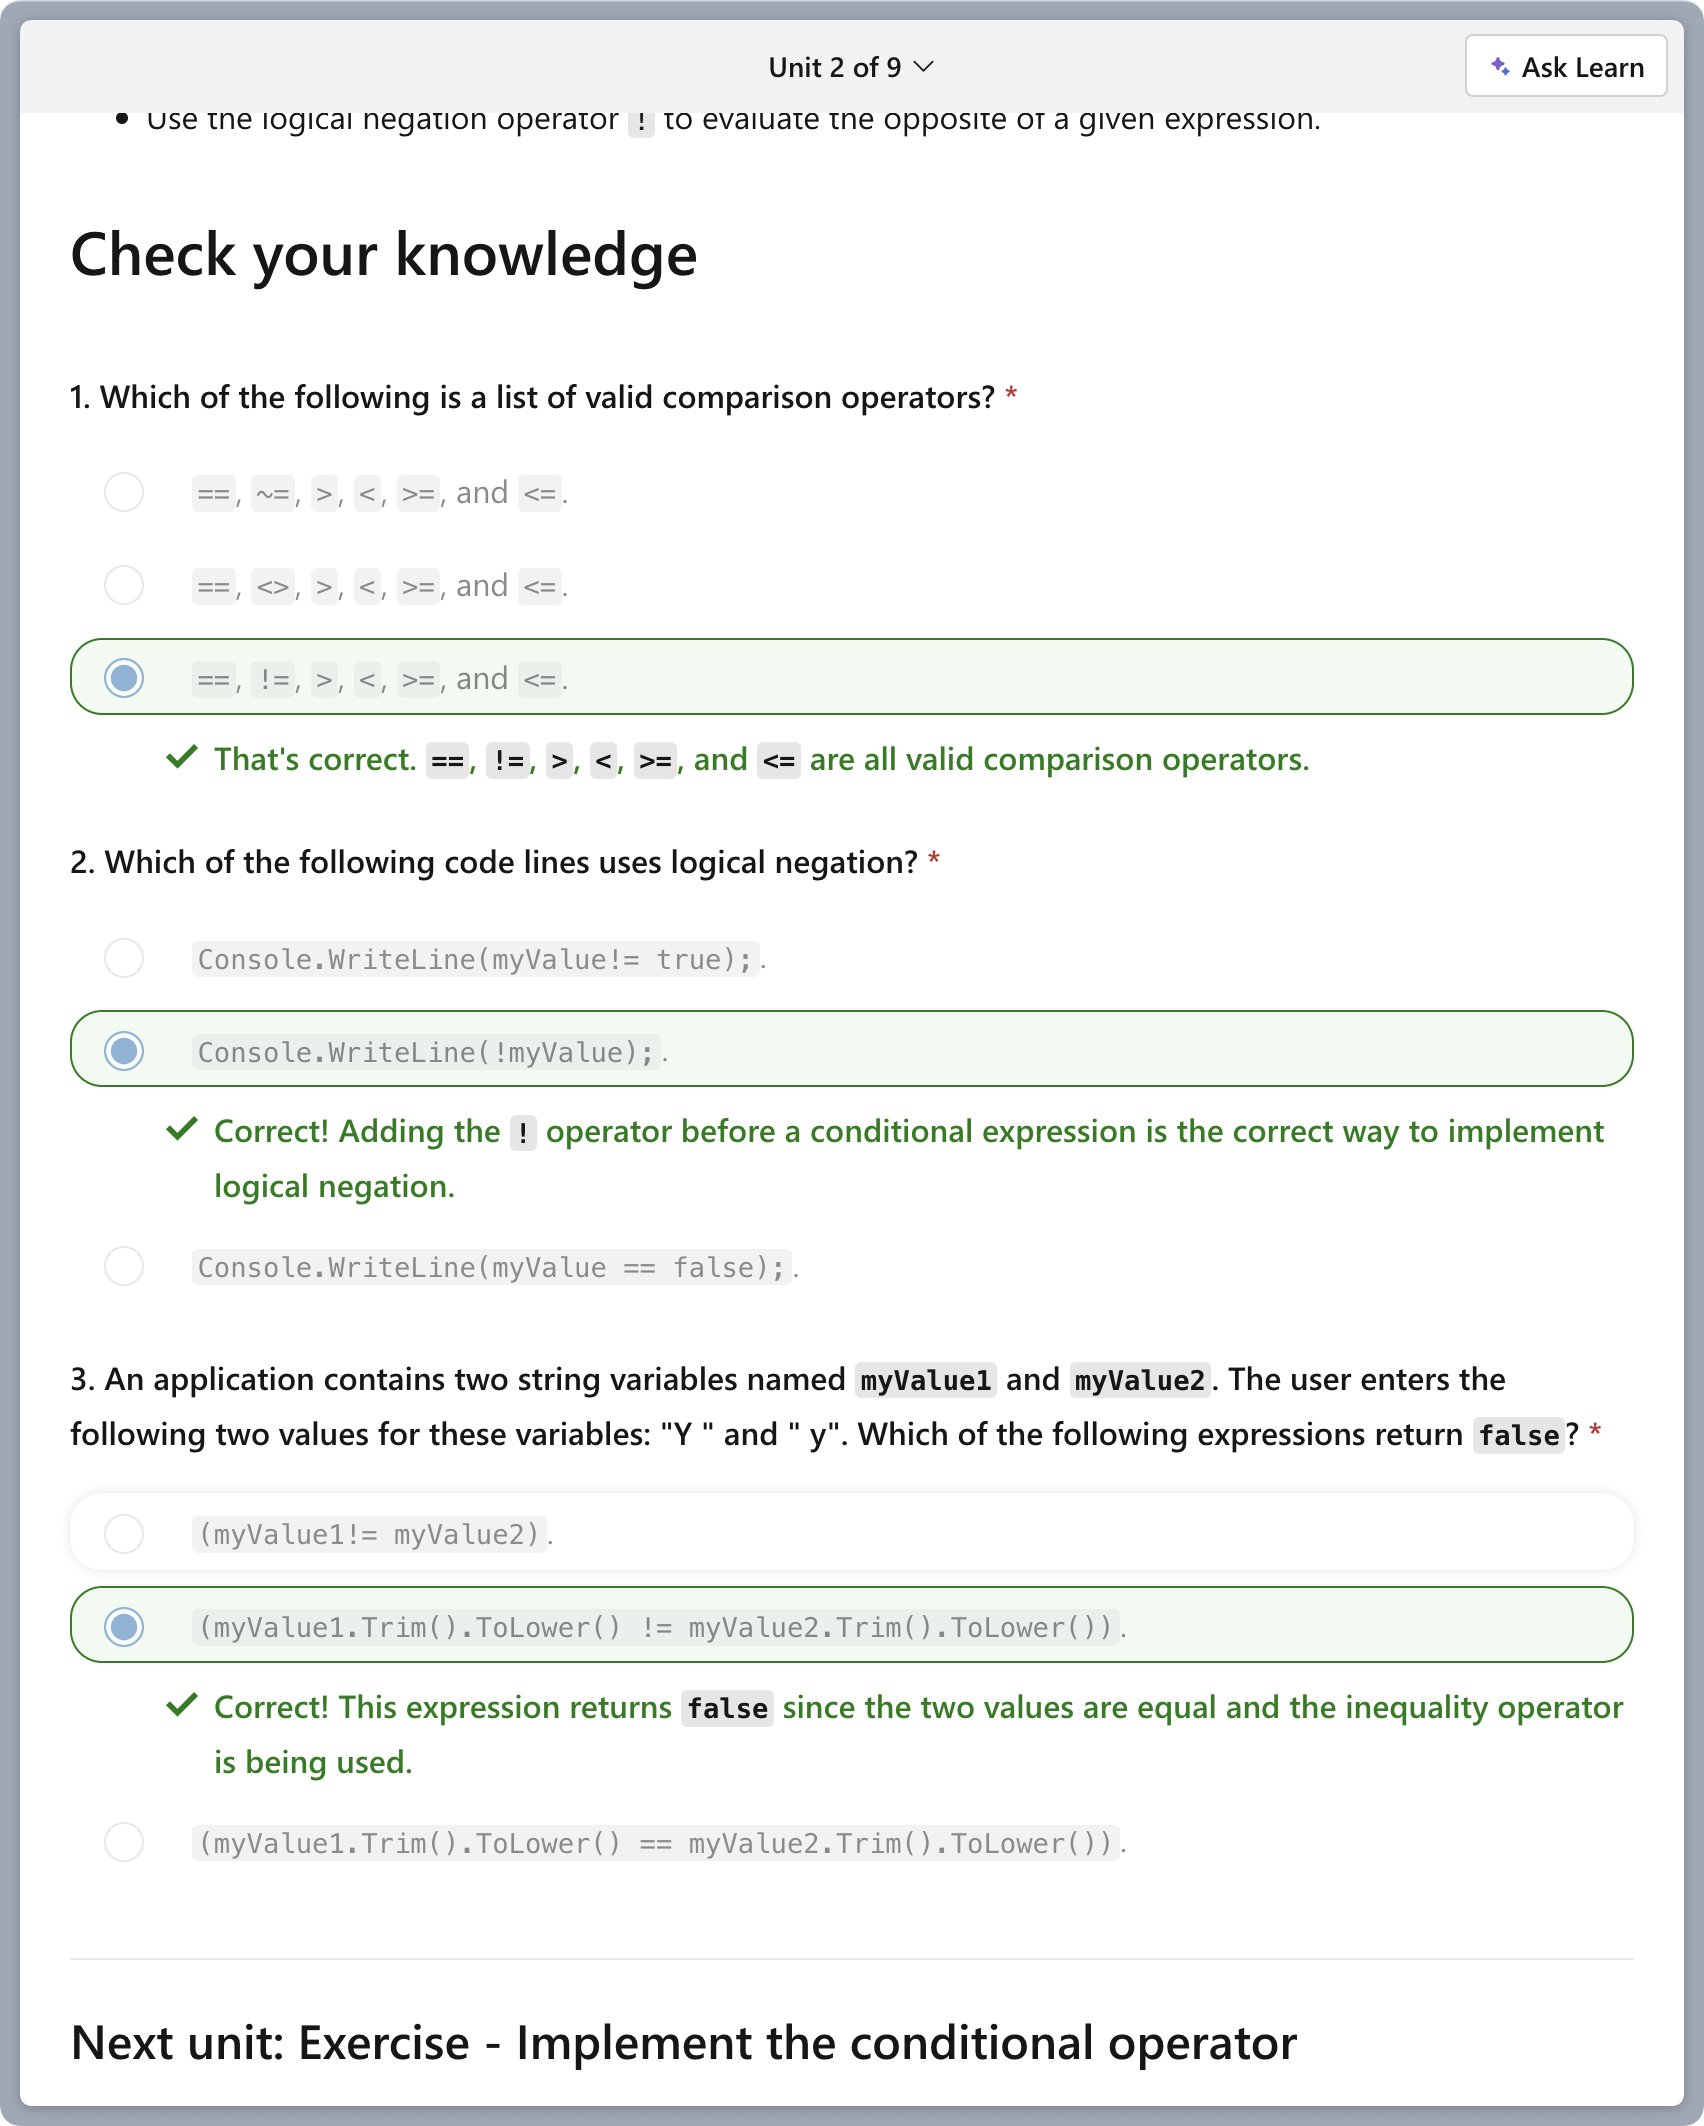 Unit 2 of 9
Ask Learn
Use the logical negation operator ! to evaluate the opposite of a given expression.
Check your knowledge
1. Which of the following is a list of valid comparison operators? *
==, ~=, >, <, >=, and <=.
==, <>, >, <, >=, and <=.
==, !=, >, <, >=, and <=.
That's correct. ==, !=, >, <, >=, and <= are all valid comparison operators.
2. Which of the following code lines uses logical negation? *
Console.WriteLine(myValue!= true);.
Console.WriteLine(!myValue);.
Correct! Adding the ! operator before a conditional expression is the correct way to implement
logical negation.
Console.WriteLine(myValue == false);.
3. An application contains two string variables named myValue1 and myValue2. The user enters the
following two values for these variables: "Y " and " y". Which of the following expressions return false? *
(myValue1!= myValue2).
(myValue1.Trim().ToLower() != myValue2.Trim().ToLower()).
Correct! This expression returns false since the two values are equal and the inequality operator
is being used.
(myValue1.Trim().ToLower() == myValue2.Trim().ToLower()).
Next unit: Exercise - Implement the conditional operator